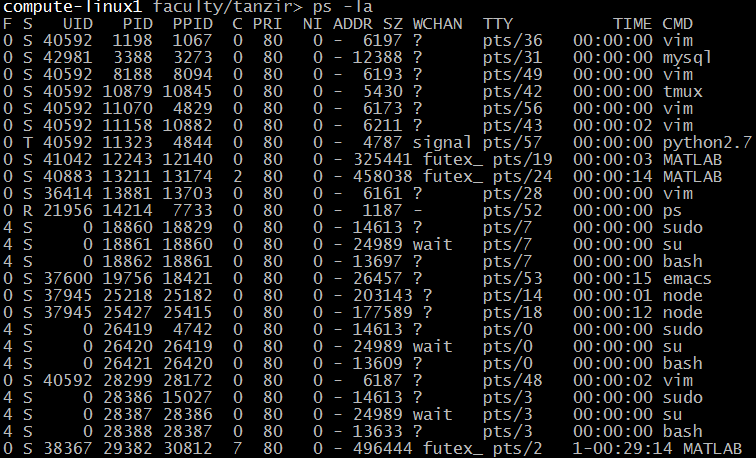 compute-linux1 faculty/tanzir> ps -la
F S   UID   PID  PPID  C PRI  NI ADDR SZ WCHAN  TTY          TIME CMD
0 S 40592  1198  1067  0  80   0 -  6197 ?      pts/36   00:00:00 vim
0 S 42981  3388  3273  0  80   0 - 12388 ?      pts/31   00:00:00 mysql
0 S 40592  8188  8094  0  80   0 -  6193 ?      pts/49   00:00:02 vim
0 S 40592 10879 10845  0  80   0 -  5430 ?      pts/42   00:00:02 tmux
0 S 40592 11070  4829  0  80   0 -  6173 ?      pts/56   00:00:00 vim
0 S 40592 11158 10882  0  80   0 -  6211 ?      pts/43   00:00:02 vim
0 T 40592 11323  4844  0  80   0 -  4787 signal pts/57   00:00:00 python2.7
0 S 41042 12243 12140  0  80   0 - 325441 futex_ pts/19  00:00:03 MATLAB
0 S 40883 13211 13174  2  80   0 - 458038 futex_ pts/24  00:00:14 MATLAB
0 S 36414 13881 13703  0  80   0 -  6161 ?      pts/28   00:00:00 vim
0 R 21956 14214  7733  0  80   0 -  1187 -      pts/52   00:00:00 ps
4 S     0 18860 18829  0  80   0 - 14613 ?      pts/7    00:00:00 sudo
4 S     0 18861 18860  0  80   0 - 24989 wait   pts/7    00:00:00 su
4 S     0 18862 18861  0  80   0 - 13697 ?      pts/7    00:00:00 bash
0 S 37600 19756 18421  0  80   0 - 26457 ?      pts/53   00:00:15 emacs
0 S 37945 25218 25182  0  80   0 - 203143 ?     pts/14   00:00:01 node
0 S 37945 25427 25415  0  80   0 - 177589 ?     pts/18   00:00:12 node
4 S     0 26419  4742  0  80   0 - 14613 ?      pts/0    00:00:00 sudo
4 S     0 26420 26419  0  80   0 - 24989 wait   pts/0    00:00:00 su
4 S     0 26421 26420  0  80   0 - 13609 ?      pts/0    00:00:00 bash
0 S 40592 28299 28172  0  80   0 -  6187 ?      pts/48   00:00:02 vim
4 S     0 28386 15027  0  80   0 - 14613 ?      pts/3    00:00:00 sudo
4 S     0 28387 28386  0  80   0 - 24989 wait   pts/3    00:00:00 su
4 S     0 28388 28387  0  80   0 - 13633 ?      pts/3    00:00:00 bash
0 S 38367 29382 30812  7  80   0 - 496444 futex_ pts/2   1-00:29:14 MATLAB